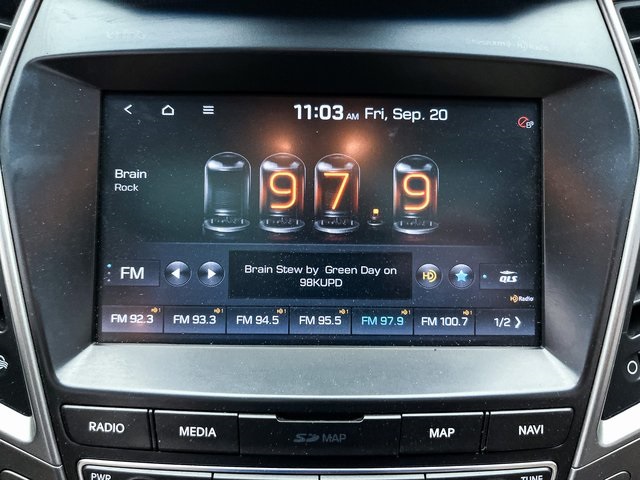 11:03 AM Fri, Sep. 20
Brain
Rock
97.9
FM
Brain Stew by Green Day on
98KUPD
HD
QLS
HD Radio
FM 92.3 FM 93.3 FM 94.5 FM 95.5 FM 97.9 FM 100.7 1/2
RADIO
MEDIA
SD MAP
MAP
NAVI
PWR
TUNE